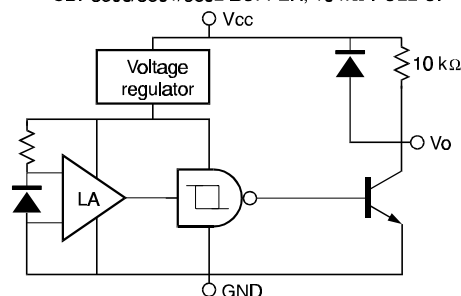 Vcc
Voltage
regulator
10 kΩ
Vo
LA
GND